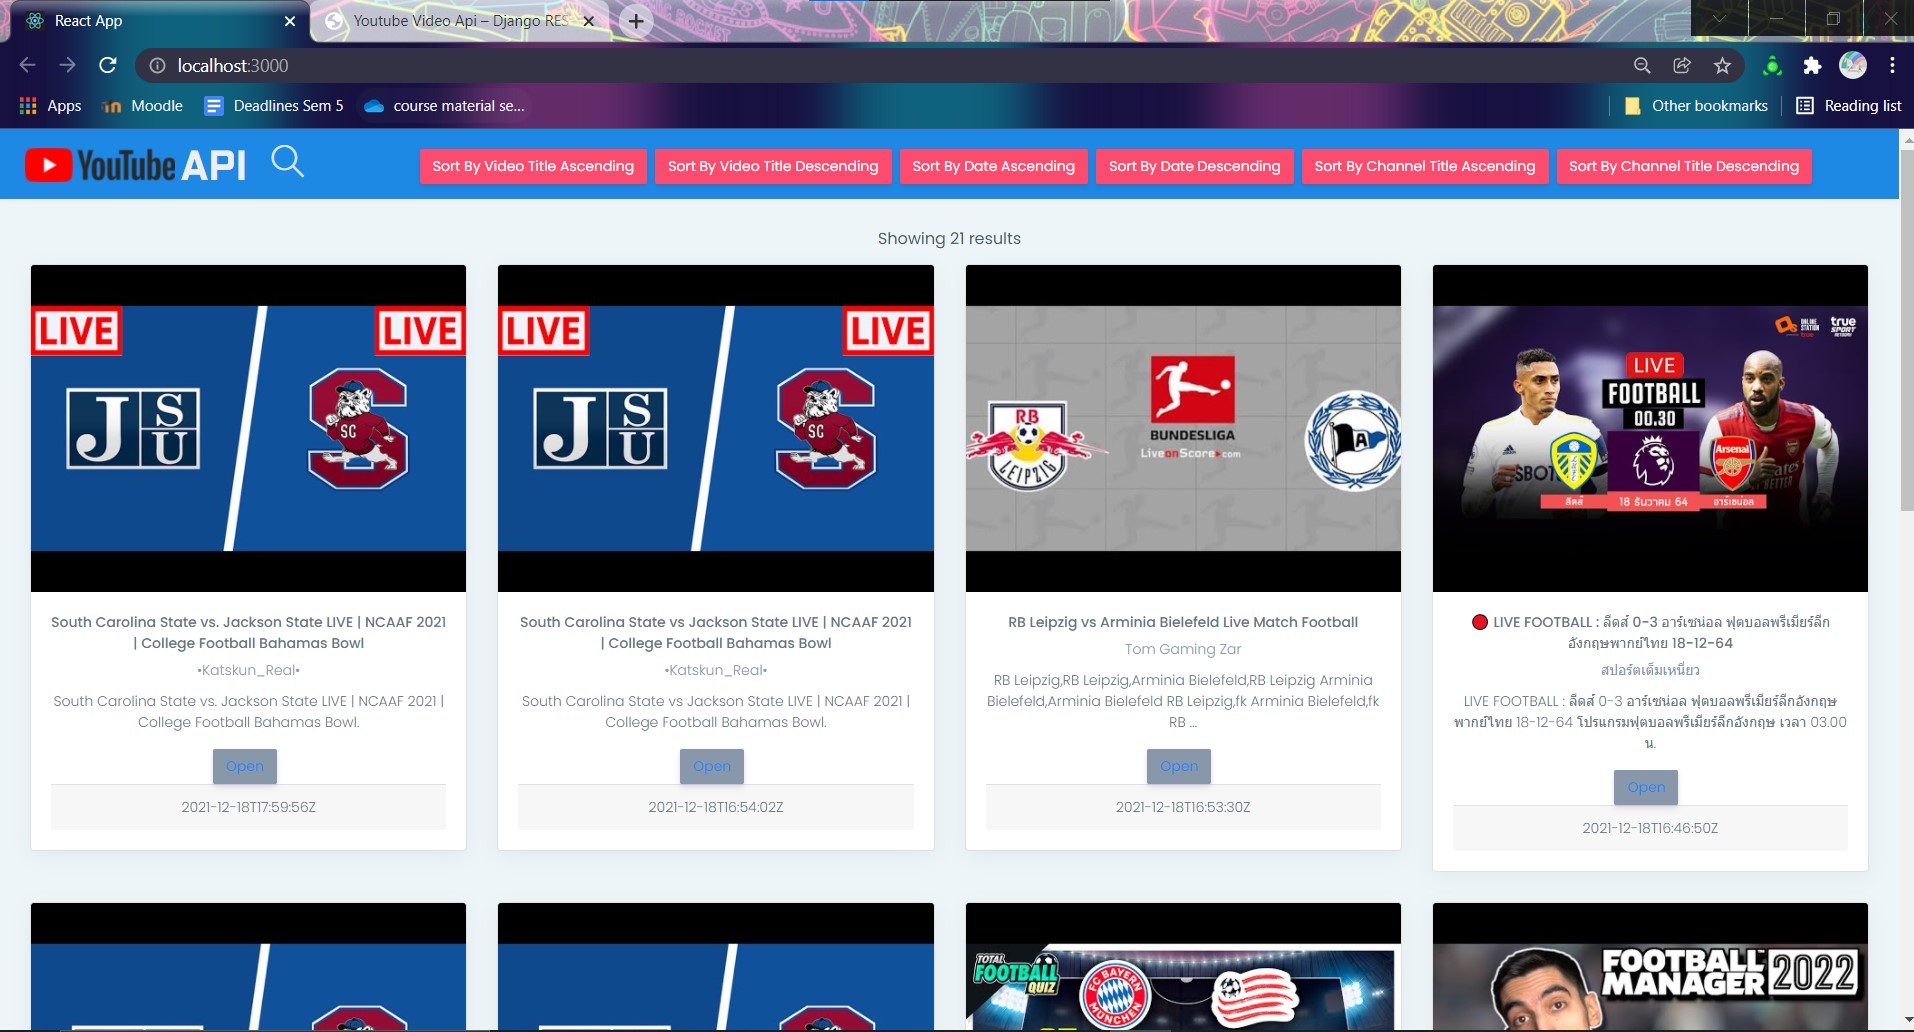 React App
Youtube Video Api – Django RES
localhost:3000
Apps
Moodle
Deadlines Sem 5
course material se...
Other bookmarks
Reading list
YouTube API
Sort By Video Title Ascending
Sort By Video Title Descending
Sort By Date Ascending
Sort By Date Descending
Sort By Channel Title Ascending
Sort By Channel Title Descending
Showing 21 results
LIVE
LIVE
J SU
SC
South Carolina State vs. Jackson State LIVE | NCAAF 2021
| College Football Bahamas Bowl
•Katskun_Real•
South Carolina State vs. Jackson State LIVE | NCAAF 2021 |
College Football Bahamas Bowl.
Open
2021-12-18T17:59:56Z
LIVE
LIVE
J SU
SC
South Carolina State vs Jackson State LIVE | NCAAF 2021
| College Football Bahamas Bowl
•Katskun_Real•
South Carolina State vs Jackson State LIVE | NCAAF 2021 |
College Football Bahamas Bowl.
Open
2021-12-18T16:54:02Z
RB
LEIPZIG
BUNDESLIGA
LiveonScore.com
A
RB Leipzig vs Arminia Bielefeld Live Match Football
Tom Gaming Zar
RB Leipzig,RB Leipzig,Arminia Bielefeld,RB Leipzig Arminia
Bielefeld,Arminia Bielefeld RB Leipzig,fk Arminia Bielefeld,fk
RB ...
Open
2021-12-18T16:53:30Z
ONLINE
STATION
true
true
SPORT
LIVE
FOOTBALL
00.30
SBOT
Arsenal
Emirates
ลีดส์
18 ธันวาคม 64
อาร์เซน่อล
LIVE FOOTBALL : ลีดส์ 0-3 อาร์เซน่อล ฟุตบอลพรีเมียร์ลีก
อังกฤษพากย์ไทย 18-12-64
สปอร์ตเต็มเหนี่ยว
LIVE FOOTBALL : ลีดส์ 0-3 อาร์เซน่อล ฟุตบอลพรีเมียร์ลีกอังกฤษ
พากย์ไทย 18-12-64 โปรแกรมฟุตบอลพรีเมียร์ลีกอังกฤษ เวลา 03.00
น.
Open
2021-12-18T16:46:50Z
TOTAL
FOOTBALL
QUIZ
FC BAYERN
MÜNCHEN
FOOTBALL
MANAGER 2022